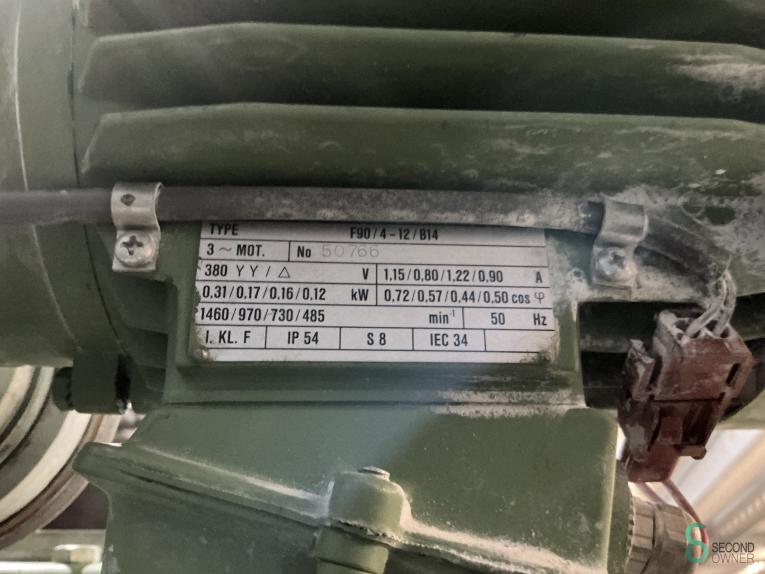 TYPE F90/4-12/B14
3 ~ MOT. No 50766
380 Y Y / △ V 1,15/0,80/1,22/0,90 A
0,31/0,17/0,16/0,12 kW 0,72/0,57/0,44/0,50 cos φ
1460/970/730/485 min⁻¹ 50 Hz
I. KL. F IP 54 S 8 IEC 34
SECOND
OWNER.